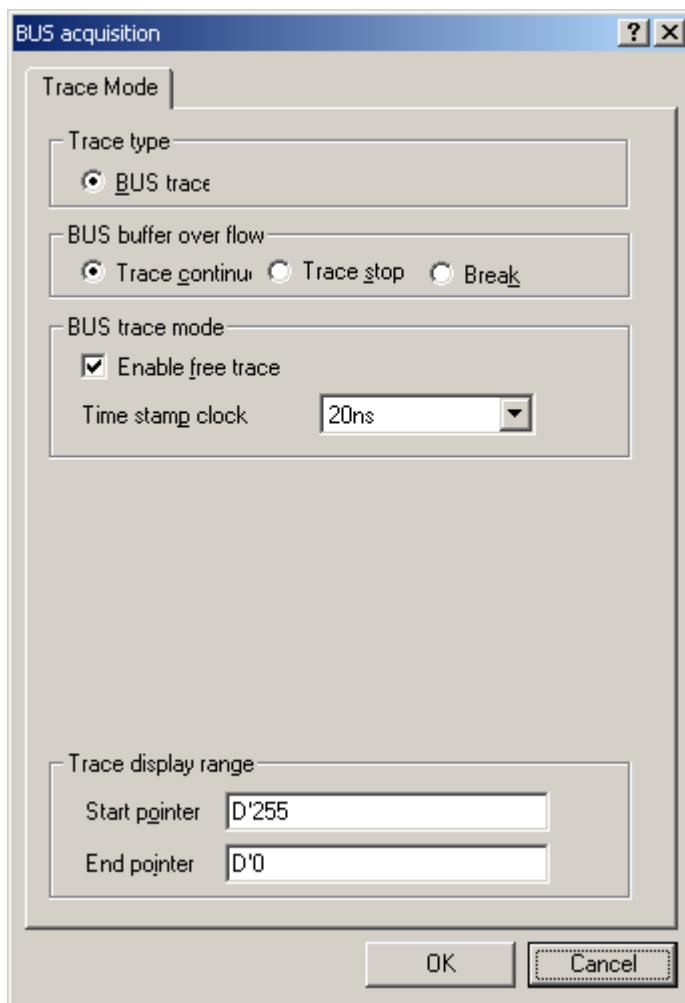 BUS acquisition
Trace Mode
Trace type
BUS trace
BUS buffer over flow
Trace continu Trace stop Break
BUS trace mode
Enable free trace
Time stamp clock 20ns
Trace display range
Start pointer D'255
End pointer D'0
OK Cancel